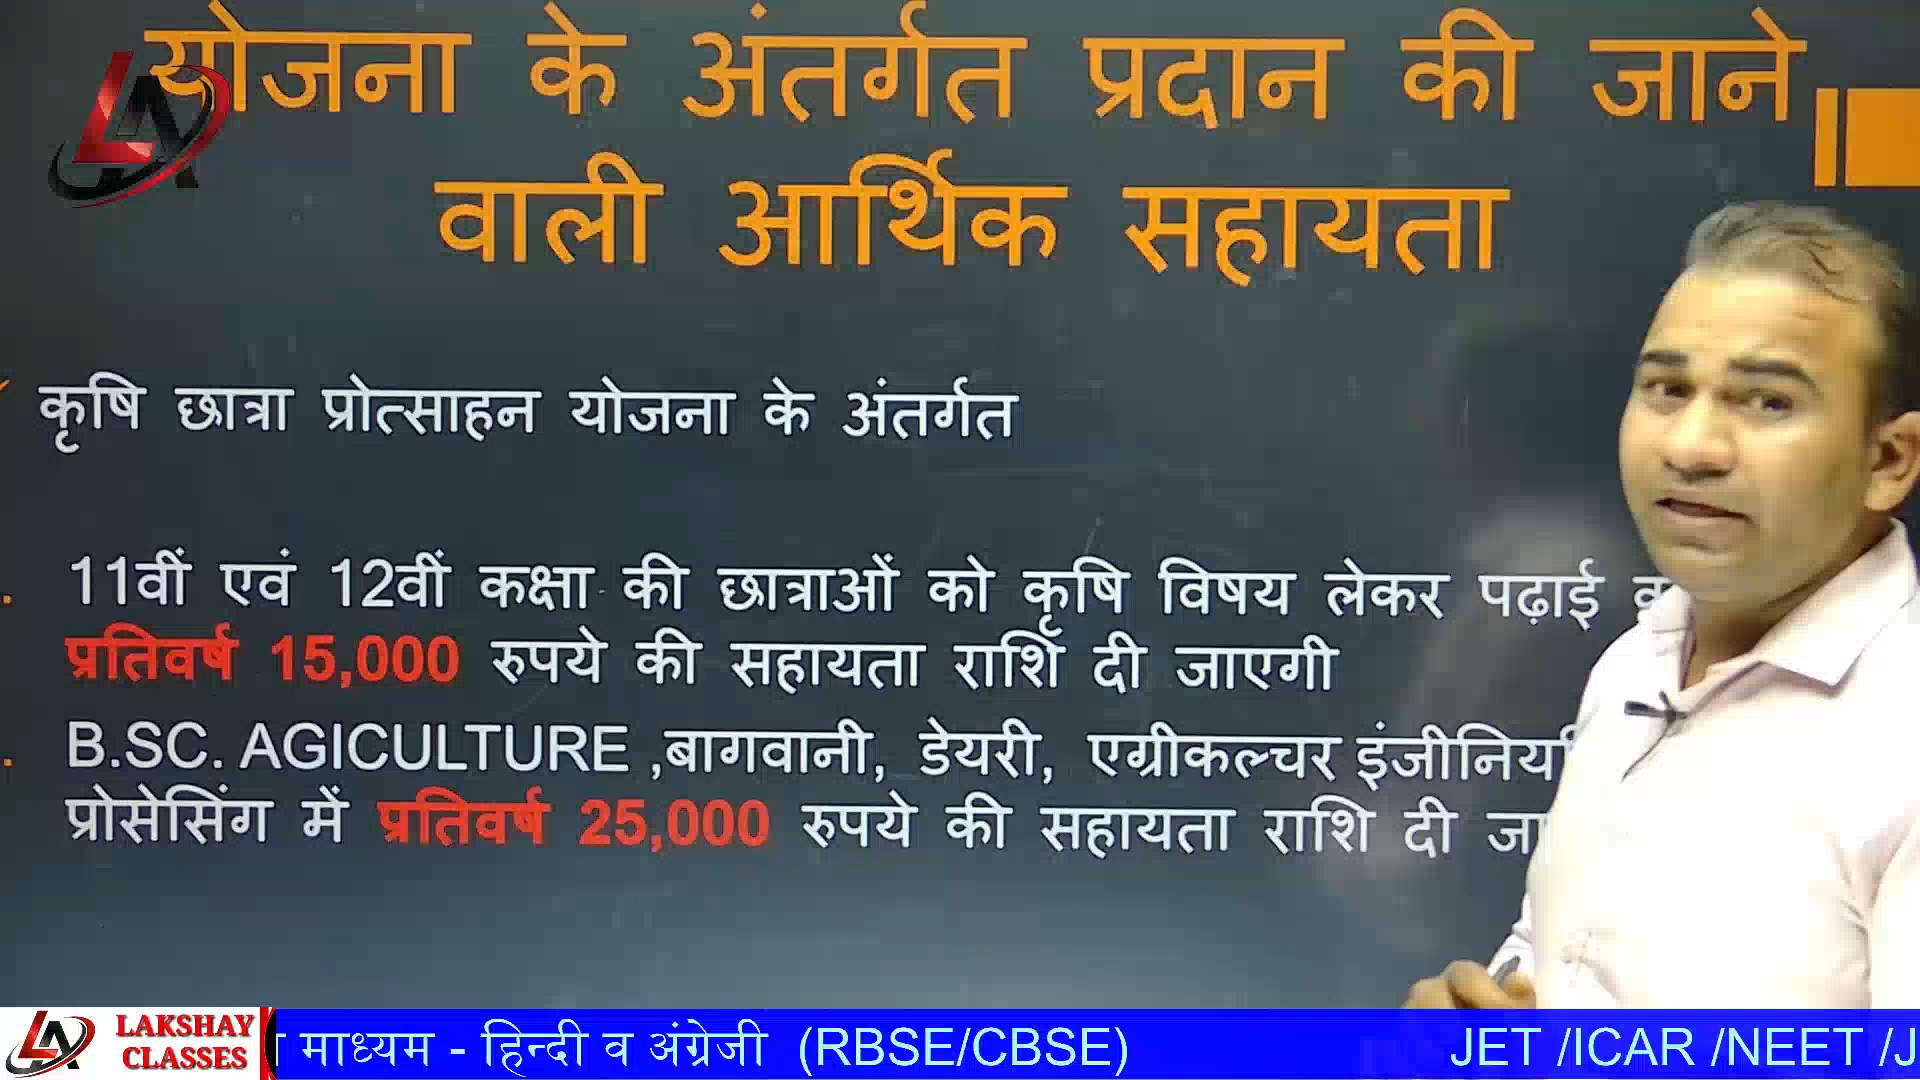 योजना के अंतर्गत प्रदान की जाने
वाली आर्थिक सहायता
कृषि छात्रा प्रोत्साहन योजना के अंतर्गत
11वीं एवं 12वीं कक्षा की छात्राओं को कृषि विषय लेकर पढ़ाई
प्रतिवर्ष 15,000 रुपये की सहायता राशि दी जाएगी
B.SC. AGICULTURE ,बागवानी, डेयरी, एग्रीकल्चर
प्रोसेसिंग में प्रतिवर्ष 25,000 रुपये की सहायता राशि दी
LAKSHAY
CLASSES
माध्यम - हिन्दी व अंग्रेजी (RBSE/CBSE) JET /ICAR /NEET /J